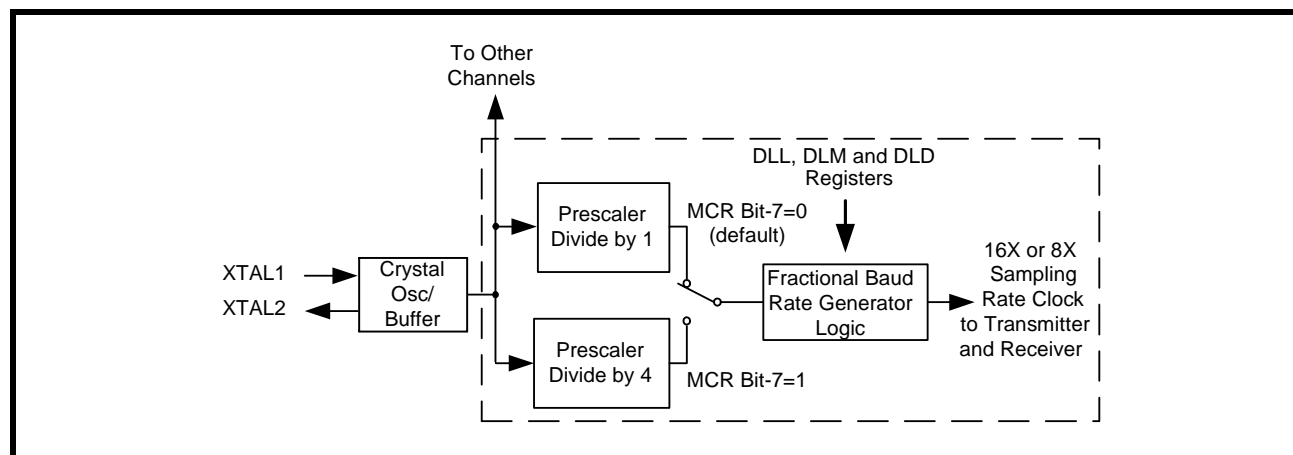 To Other
Channels
DLL, DLM and DLD
Registers
Prescaler
Divide by 1
MCR Bit-7=0
(default)
XTAL1
XTAL2
Crystal
Osc/
Buffer
Fractional Baud
Rate Generator
Logic
16X or 8X
Sampling
Rate Clock
to Transmitter
and Receiver
Prescaler
Divide by 4
MCR Bit-7=1